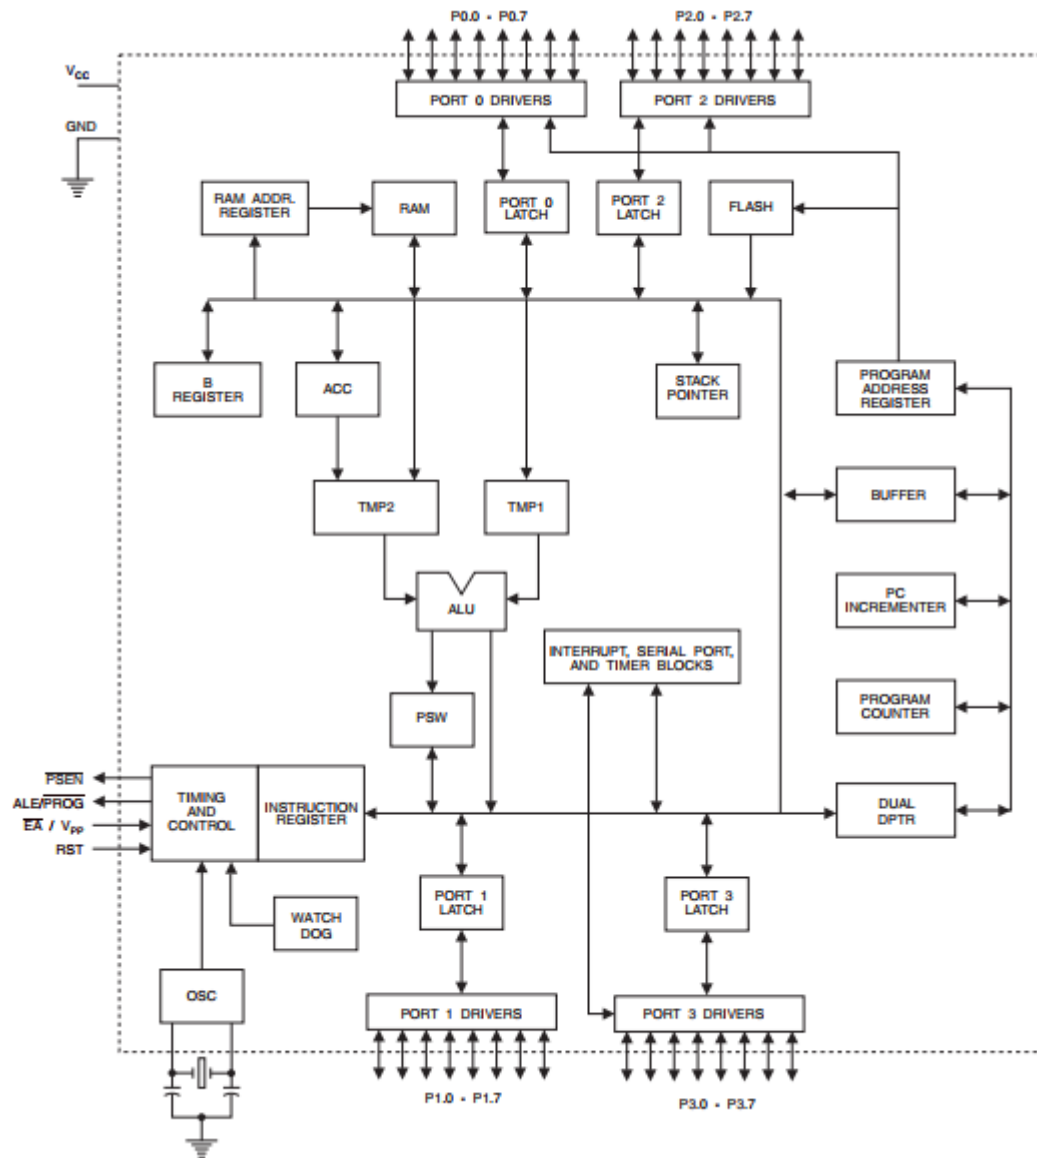 P0.0 - P0.7
P2.0 - P2.7
VCC
PORT 0 DRIVERS
PORT 2 DRIVERS
GND
RAM ADDR.
REGISTER
RAM
PORT 0
LATCH
PORT 2
LATCH
FLASH
B
REGISTER
ACC
STACK
POINTER
PROGRAM
ADDRESS
REGISTER
TMP2
TMP1
BUFFER
ALU
PC
INCREMENTER
INTERRUPT, SERIAL PORT,
AND TIMER BLOCKS
PSW
PROGRAM
COUNTER
PSEN
ALE/PROG
EA / VPP
RST
TIMING
AND
CONTROL
INSTRUCTION
REGISTER
DUAL
DPTR
PORT 1
LATCH
PORT 3
LATCH
WATCH
DOG
OSC
PORT 1 DRIVERS
PORT 3 DRIVERS
P1.0 - P1.7
P3.0 - P3.7